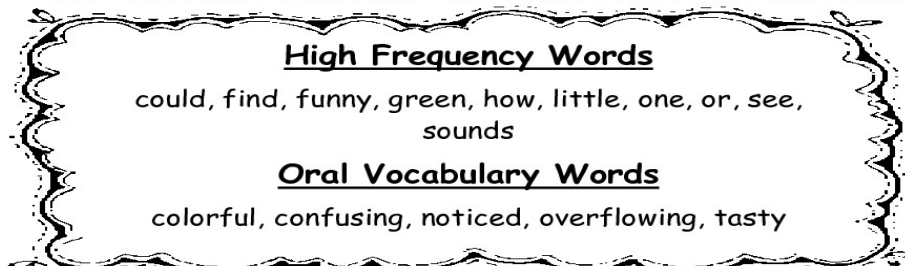 High Frequency Words
could, find, funny, green, how, little, one, or, see,
sounds
Oral Vocabulary Words
colorful, confusing, noticed, overflowing, tasty